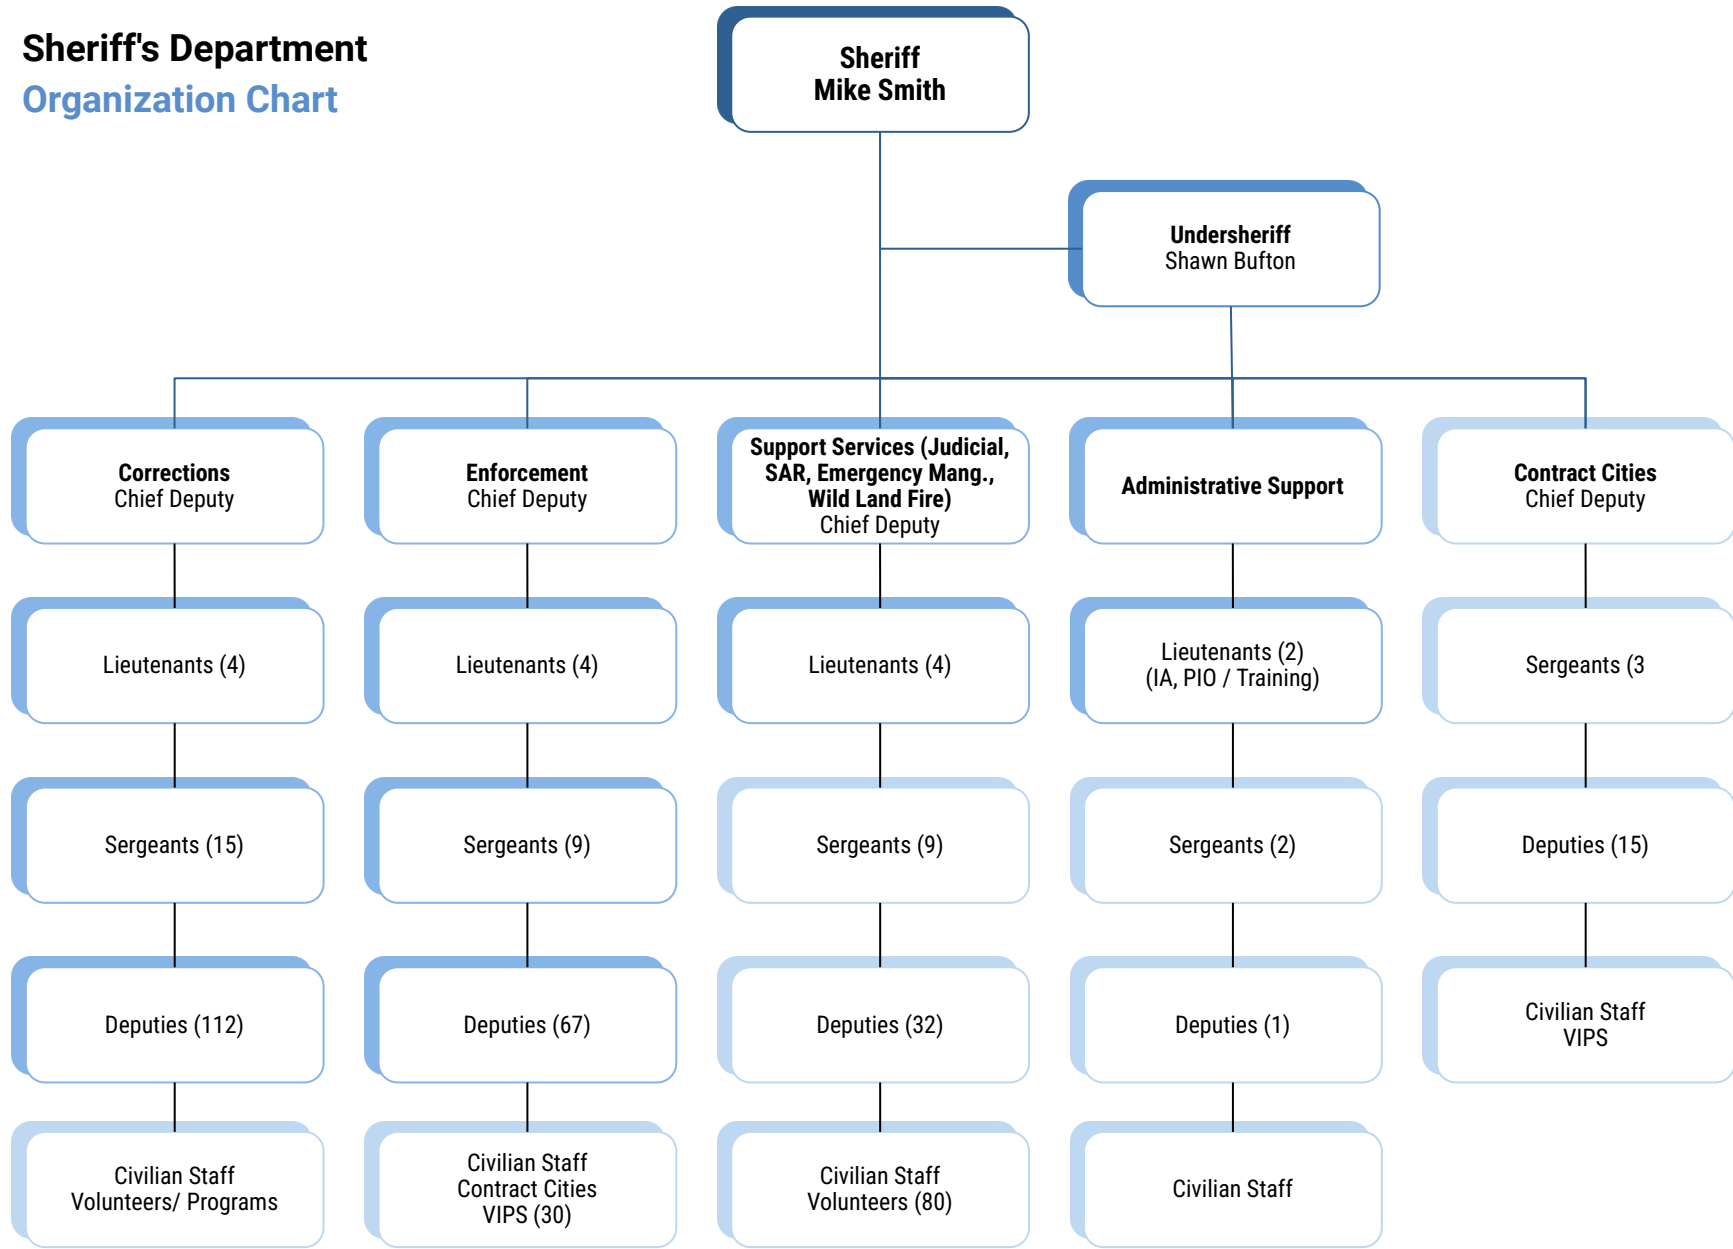 Sheriff's Department
Organization Chart
Sheriff
Mike Smith
Undersheriff
Shawn Bufton
Corrections
Chief Deputy
Enforcement
Chief Deputy
Support Services (Judicial,
SAR, Emergency Mang.,
Wild Land Fire)
Chief Deputy
Administrative Support
Contract Cities
Chief Deputy
Lieutenants (4)
Lieutenants (4)
Lieutenants (4)
Lieutenants (2)
(IA, PIO / Training)
Sergeants (3
Sergeants (15)
Sergeants (9)
Sergeants (9)
Sergeants (2)
Deputies (15)
Deputies (112)
Deputies (67)
Deputies (32)
Deputies (1)
Civilian Staff
VIPS
Civilian Staff
Volunteers/ Programs
Civilian Staff
Contract Cities
VIPS (30)
Civilian Staff
Volunteers (80)
Civilian Staff